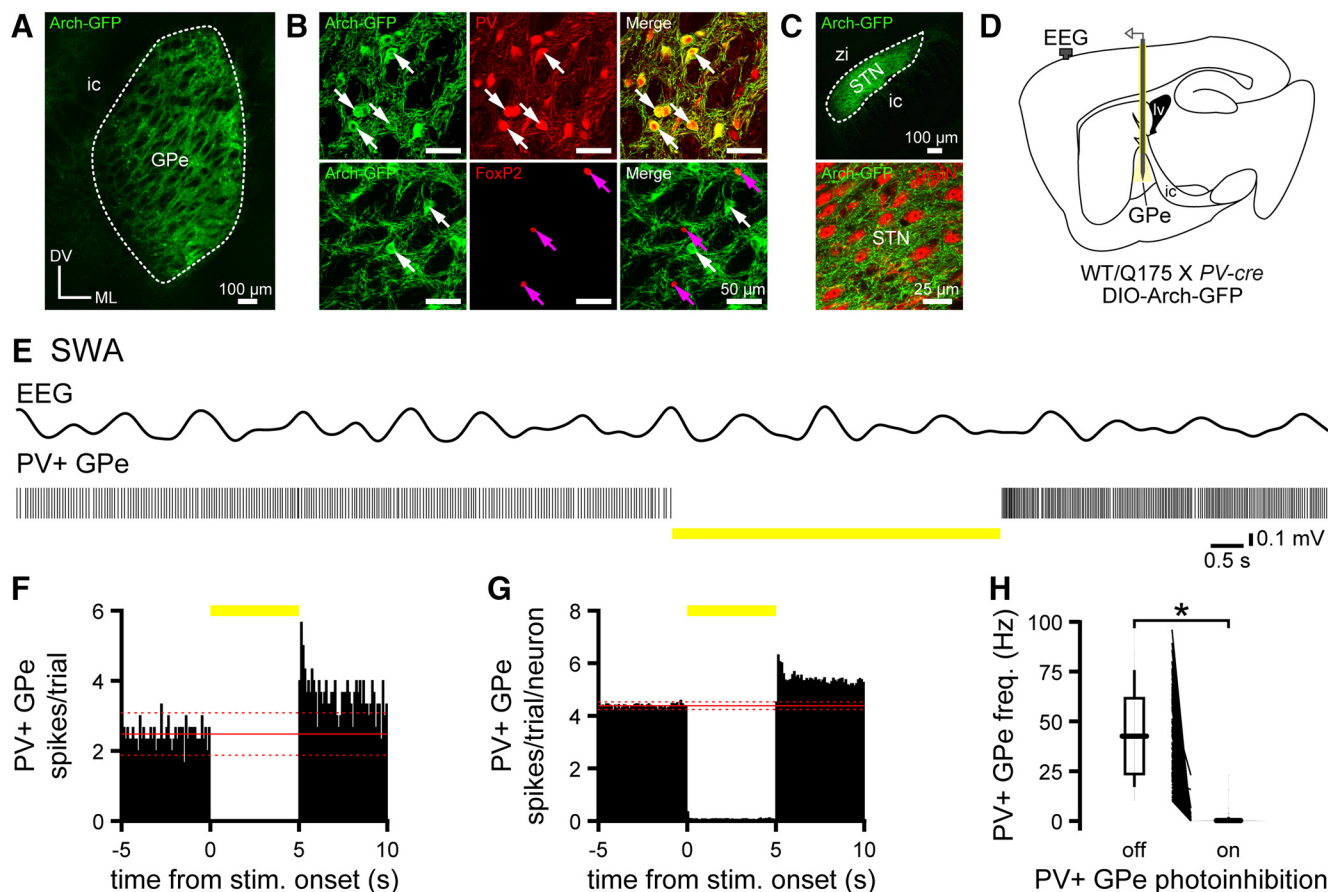 A
Arch-GFP
ic
GPe
DV
ML
100 µm
B
Arch-GFP
PV
Merge
Arch-GFP
FoxP2
Merge
50 µm
C
zi
STN
ic
100 µm
Arch-GFP
NeuN
STN
25 µm
D
EEG
lv
ic
GPe
WT/Q175 X PV-cre
DIO-Arch-GFP
E SWA
EEG
PV+ GPe
0.1 mV
0.5 s
F
PV+ GPe
spikes/trial
6
4
2
0
-5
0
5
10
time from stim. onset (s)
G
PV+ GPe
spikes/trial/neuron
8
6
4
2
0
-5
0
5
10
time from stim. onset (s)
H
*
PV+ GPe freq. (Hz)
100
75
50
25
0
off
on
PV+ GPe photoinhibition